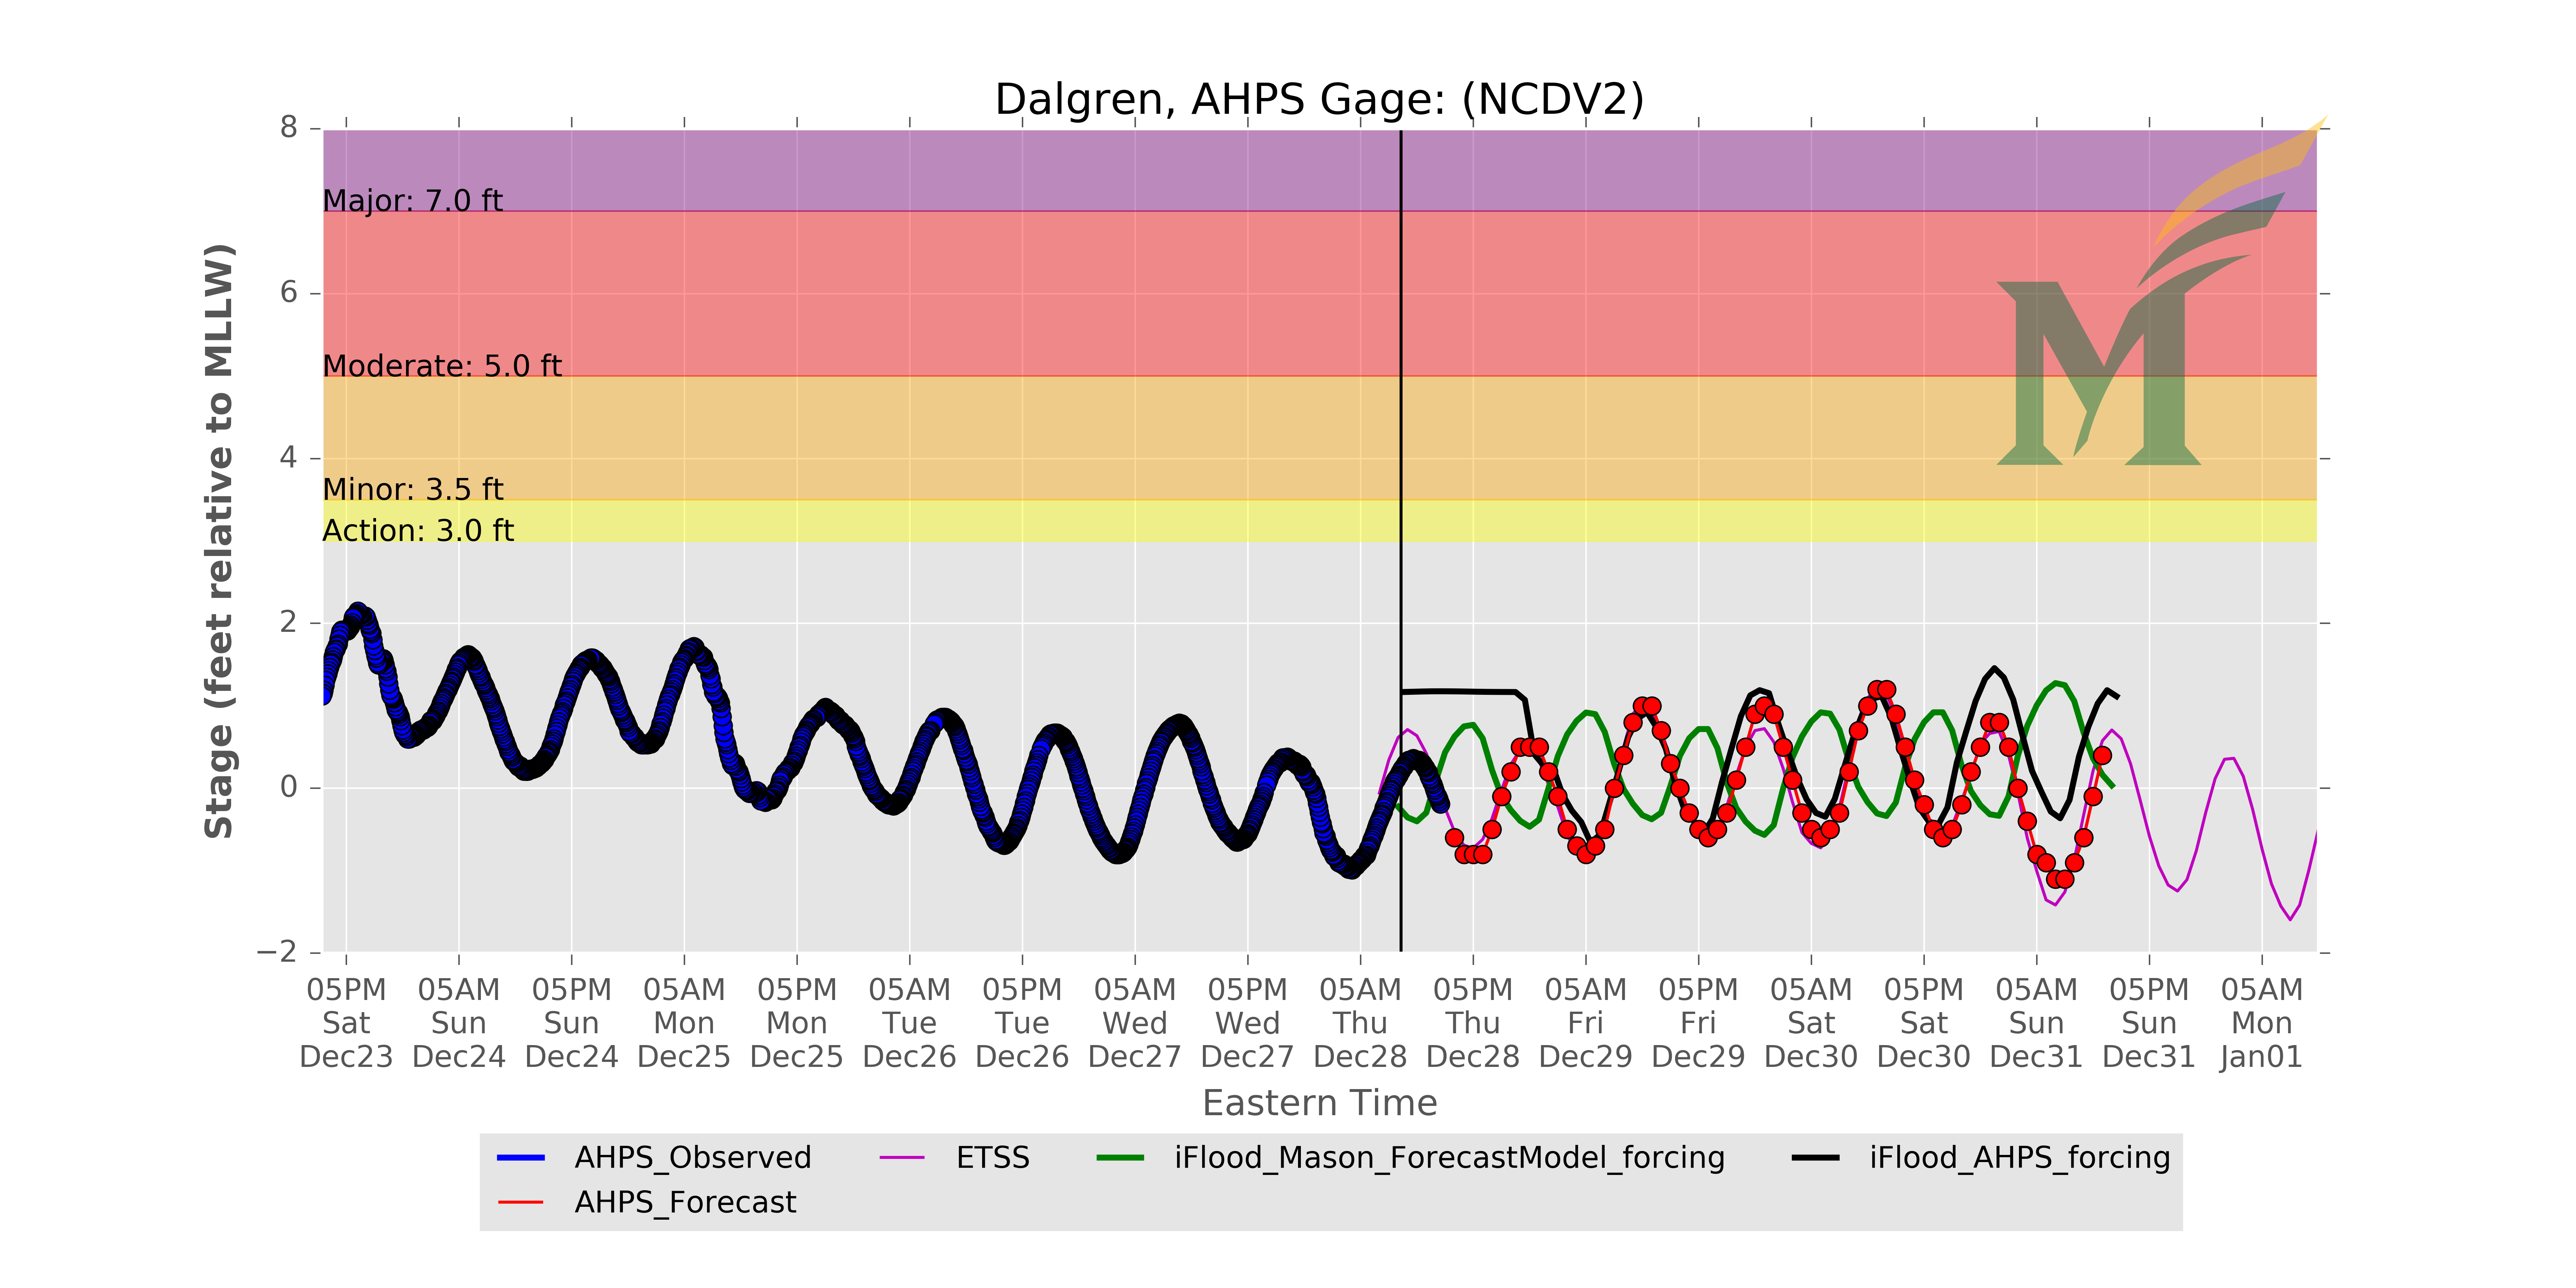 Dalgren, AHPS Gage: (NCDV2)
8
Major: 7.0 ft
6
Moderate: 5.0 ft
4
Minor: 3.5 ft
Action: 3.0 ft
2
0
−2
Stage (feet relative to MLLW)
05PM 05AM 05PM 05AM 05PM 05AM 05PM 05AM 05PM 05AM 05PM 05AM 05PM 05AM 05PM 05AM 05PM 05AM
Sat Sun Sun Mon Mon Tue Tue Wed Wed Thu Thu Fri Fri Sat Sat Sun Sun Mon
Dec23 Dec24 Dec24 Dec25 Dec25 Dec26 Dec26 Dec27 Dec27 Dec28 Dec28 Dec29 Dec29 Dec30 Dec30 Dec31 Dec31 Jan01
Eastern Time
AHPS_Observed ETSS iFlood_Mason_ForecastModel_forcing iFlood_AHPS_forcing
AHPS_Forecast
M